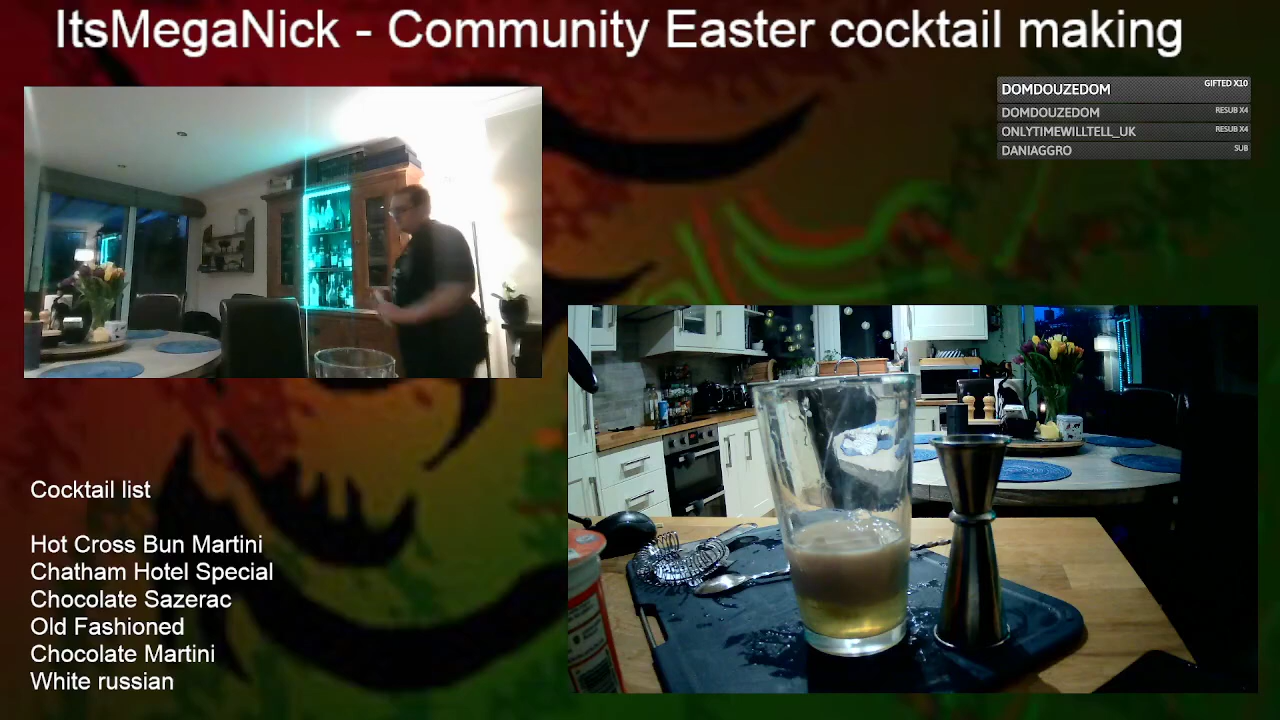 ItsMegaNick - Community Easter cocktail making
DOMDOUZEDOM GIFTED X10
DOMDOUZEDOM RESUB X4
ONLYTIMEWILLTELL_UK RESUB X4
DANIAGGRO SUB
Cocktail list
Hot Cross Bun Martini
Chatham Hotel Special
Chocolate Sazerac
Old Fashioned
Chocolate Martini
White russian